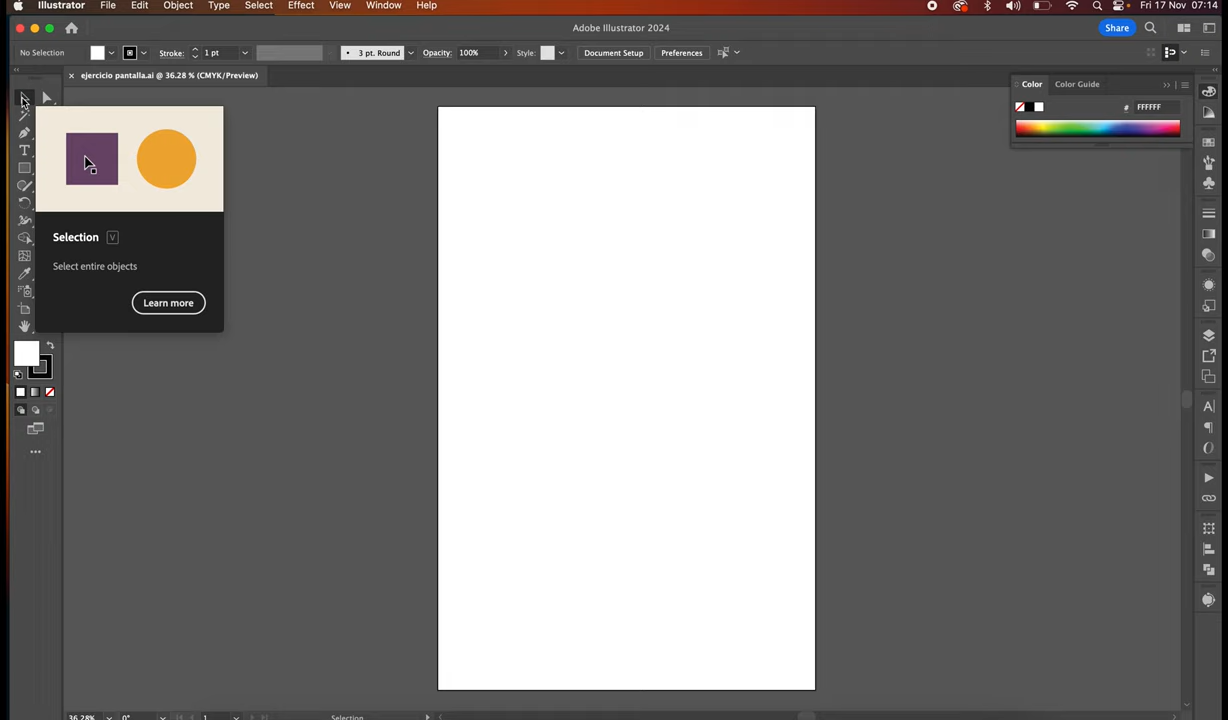 Illustrator File Edit Object Type Select Effect View Window Help Fri 17 Nov 07:14
Adobe Illustrator 2024 Share
No Selection Stroke: 1 pt 3 pt. Round Opacity: 100% Style: Document Setup Preferences
ejercicio pantalla.ai @ 36.28 % (CMYK/Preview)
Color Color Guide
# FFFFFF
Selection V
Select entire objects
Learn more
36.28% 0° 1 Selection